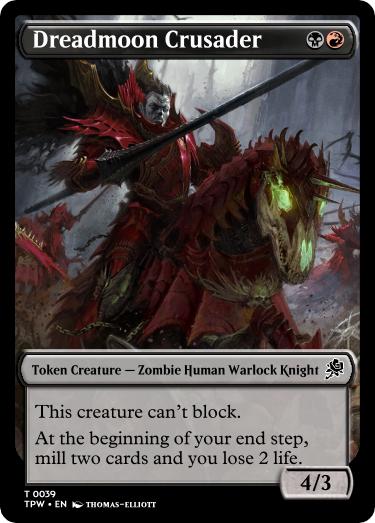 Dreadmoon Crusader
Token Creature — Zombie Human Warlock Knight
This creature can't block.
At the beginning of your end step,
mill two cards and you lose 2 life.
4/3
T 0039
TPW • EN THOMAS-ELLIOTT